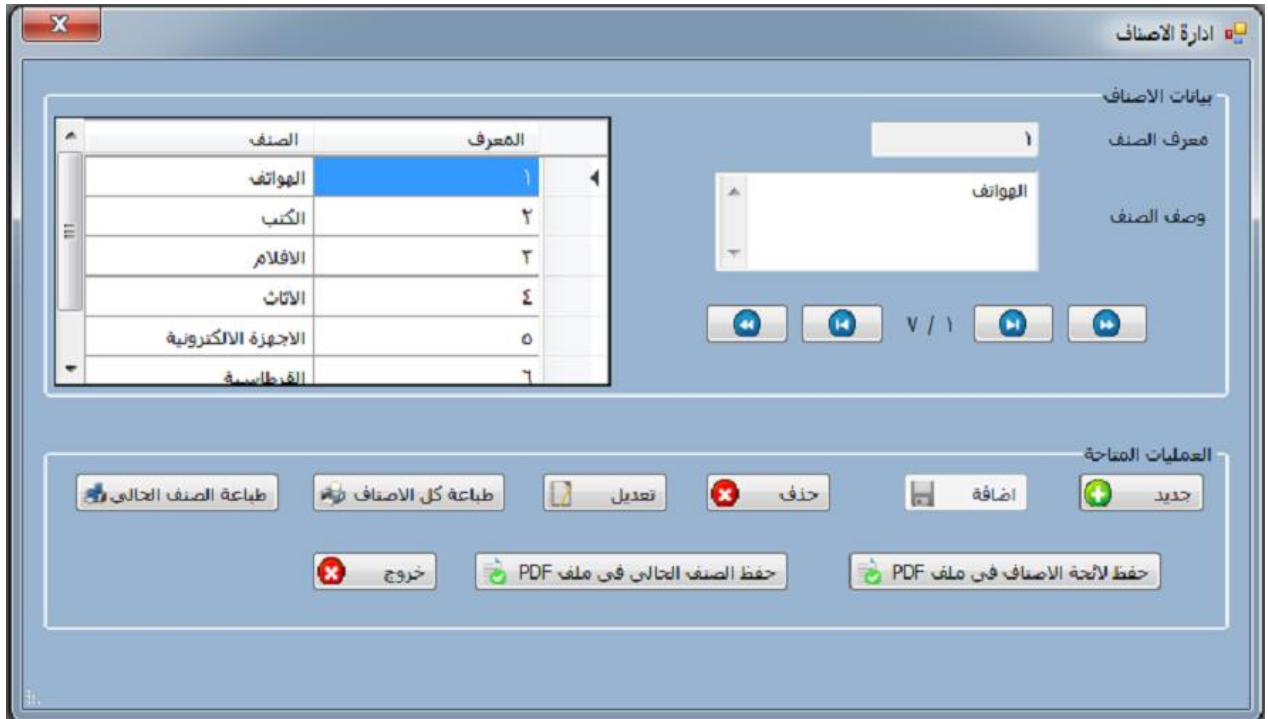 ادارة الاصناف
بيانات الاصناف
معرف الصنف
١
وصف الصنف
الهواتف
١ / ٧
المعرف الصنف
١ الهواتف
٢ الكتب
٣ الاقلام
٤ الاثاث
٥ الاجهزة الالكترونية
٦ القرطاسية
العمليات المتاحة
جديد
اضافة
حذف
تعديل
طباعة كل الاصناف
طباعة الصنف الحالي
حفظ لائحة الاصناف في ملف PDF
حفظ الصنف الحالي في ملف PDF
خروج